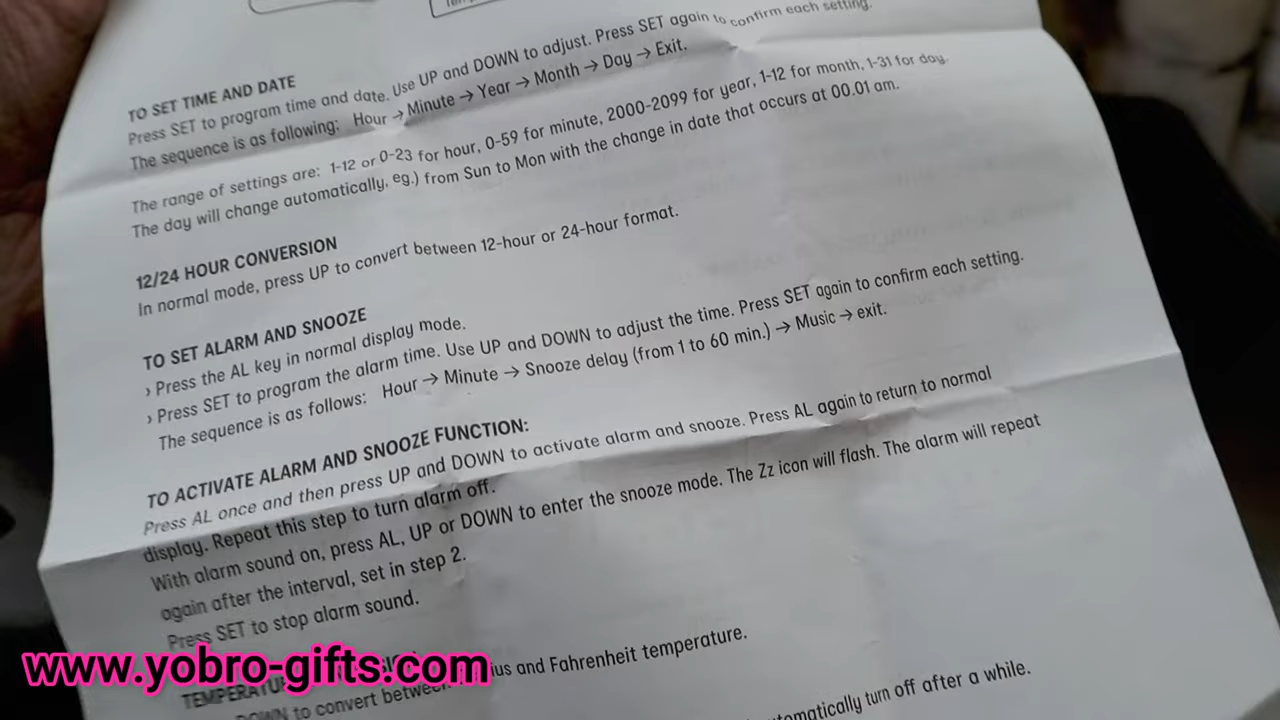 TO SET TIME AND DATE
Press SET to program time and date. Use UP and DOWN to adjust. Press SET again to confirm each setting.
The sequence is as following: Hour → Minute → Year → Month → Day → Exit.
The range of settings are: 1-12 or 0-23 for hour, 0-59 for minute, 2000-2099 for year, 1-12 for month, 1-31 for day.
The day will change automatically, eg.) from Sun to Mon with the change in date that occurs at 00.01 am.
12/24 HOUR CONVERSION
In normal mode, press UP to convert between 12-hour or 24-hour format.
TO SET ALARM AND SNOOZE
› Press the AL key in normal display mode.
› Press SET to program the alarm time. Use UP and DOWN to adjust the time. Press SET again to confirm each setting.
The sequence is as follows: Hour → Minute → Snooze delay (from 1 to 60 min.) → Music → exit.
TO ACTIVATE ALARM AND SNOOZE FUNCTION:
Press AL once and then press UP and DOWN to activate alarm and snooze. Press AL again to return to normal
display. Repeat this step to turn alarm off.
With alarm sound on, press AL, UP or DOWN to enter the snooze mode. The Zz icon will flash. The alarm will repeat
again after the interval, set in step 2.
Press SET to stop alarm sound.
www.yobro-gifts.com
DOWN to convert between and Fahrenheit temperature.
turn off after a while.